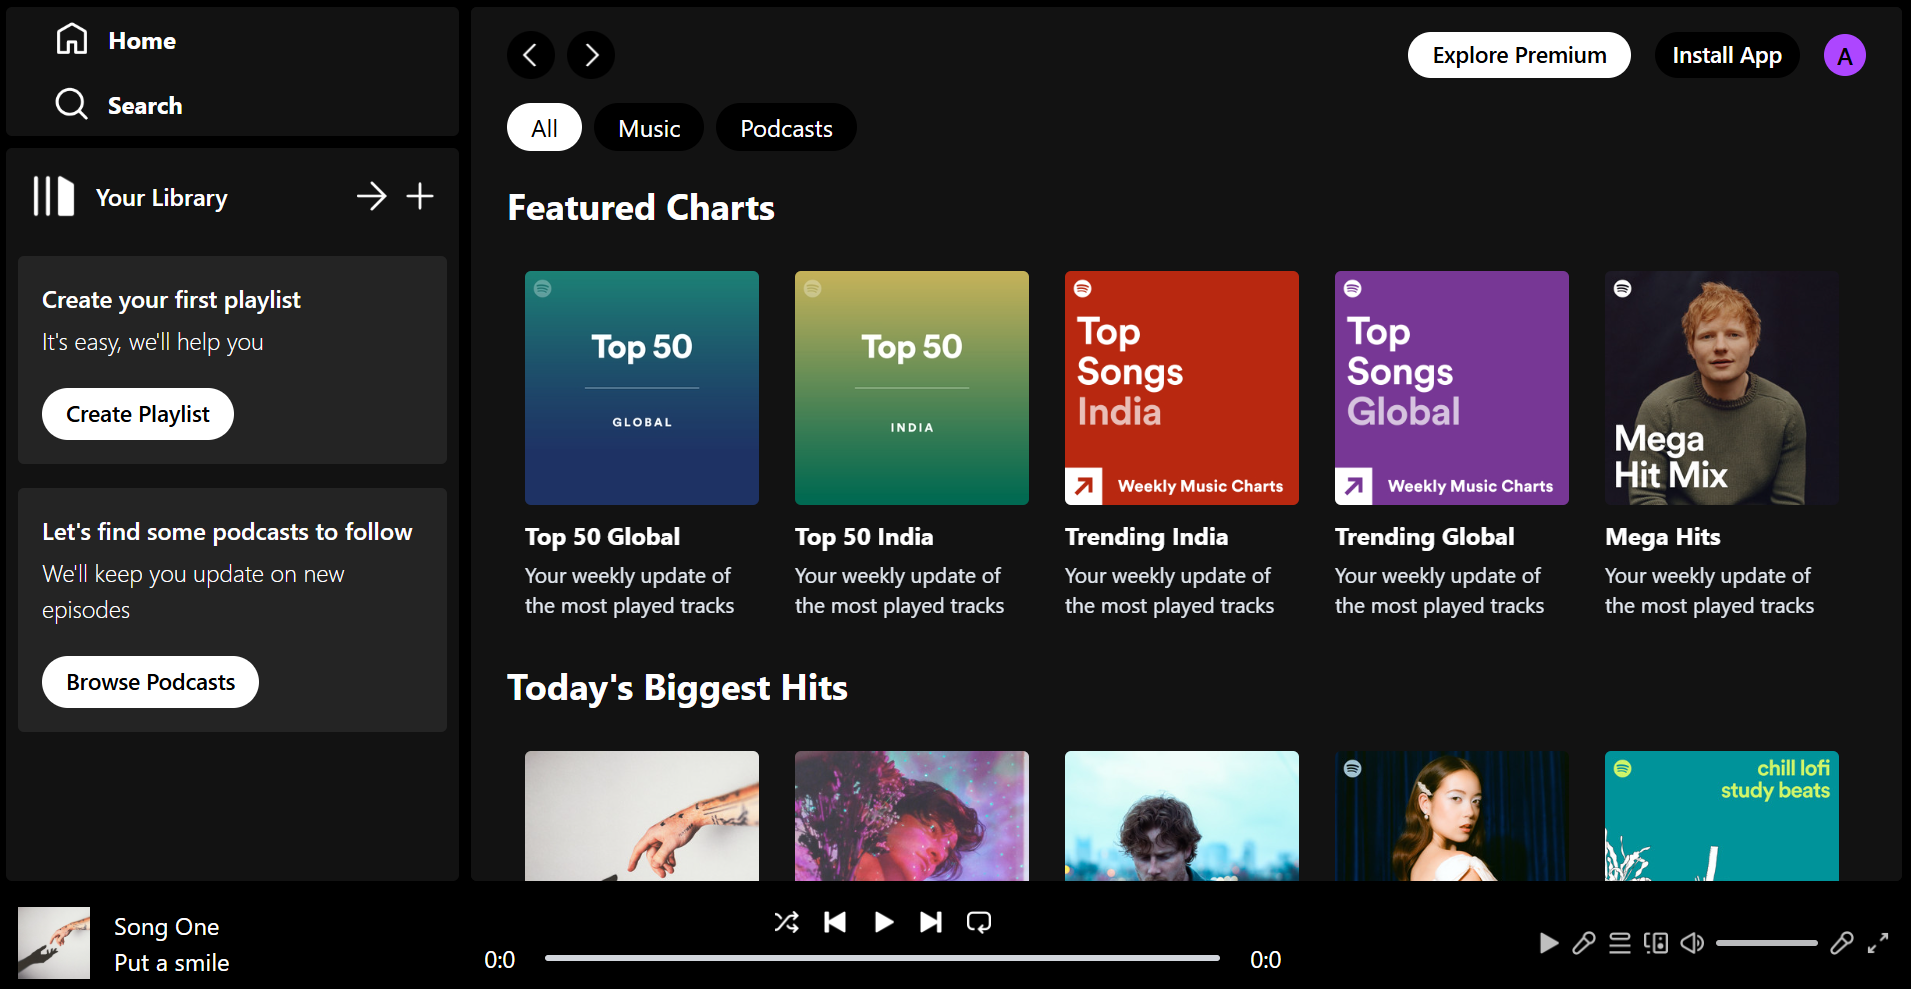 Home
Search
Your Library
Create your first playlist
It's easy, we'll help you
Create Playlist
Let's find some podcasts to follow
We'll keep you update on new
episodes
Browse Podcasts
Explore Premium
Install App
A
All
Music
Podcasts
Featured Charts
Top 50
GLOBAL
Top 50 Global
Your weekly update of
the most played tracks
Top 50
INDIA
Top 50 India
Your weekly update of
the most played tracks
Top
Songs
India
Weekly Music Charts
Trending India
Your weekly update of
the most played tracks
Top
Songs
Global
Weekly Music Charts
Trending Global
Your weekly update of
the most played tracks
Mega
Hit Mix
Mega Hits
Your weekly update of
the most played tracks
Today's Biggest Hits
chill lofi
study beats
Song One
Put a smile
0:0
0:0